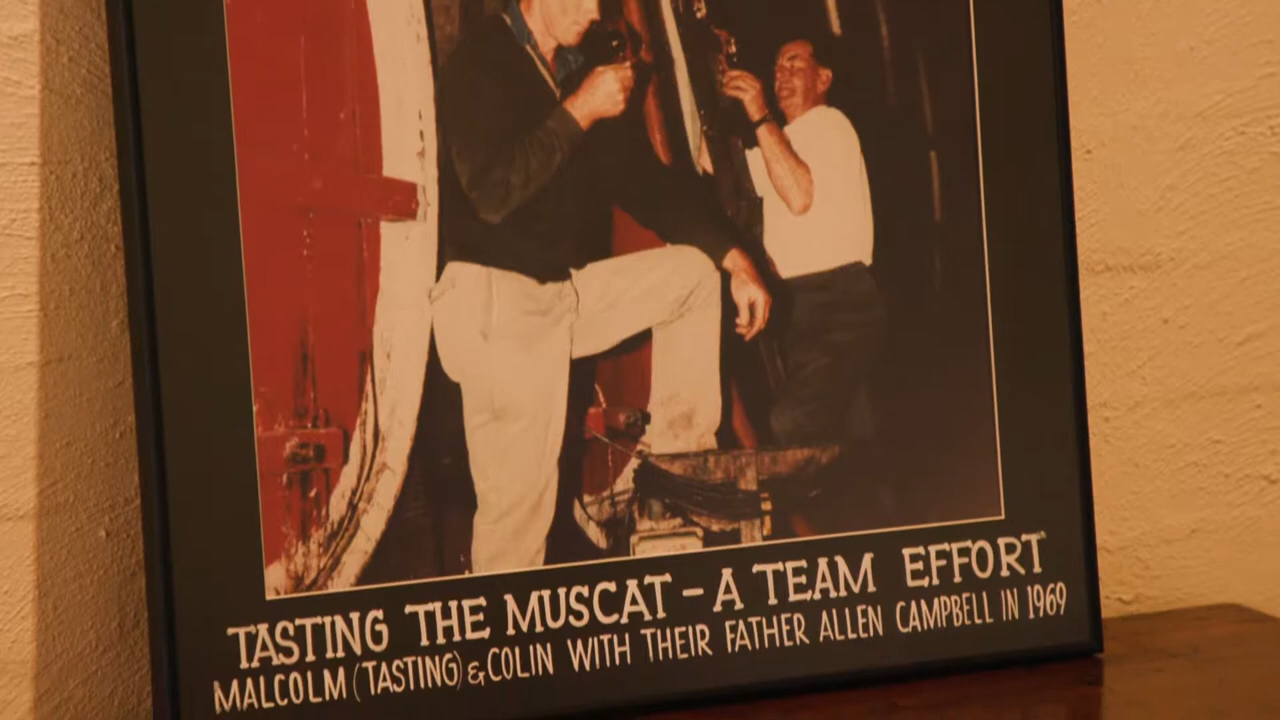 TASTING THE MUSCAT - A TEAM EFFORT
MALCOLM (TASTING) & COLIN WITH THEIR FATHER ALLEN CAMPBELL IN 1969